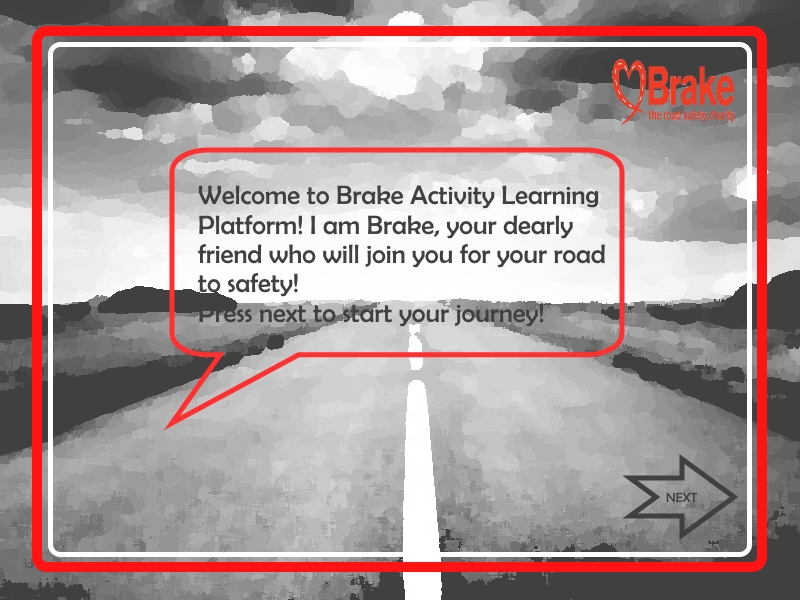 Brake
the road safety charity
Welcome to Brake Activity Learning
Platform! I am Brake, your dearly
friend who will join you for your road
to safety!
Press next to start your journey!
NEXT